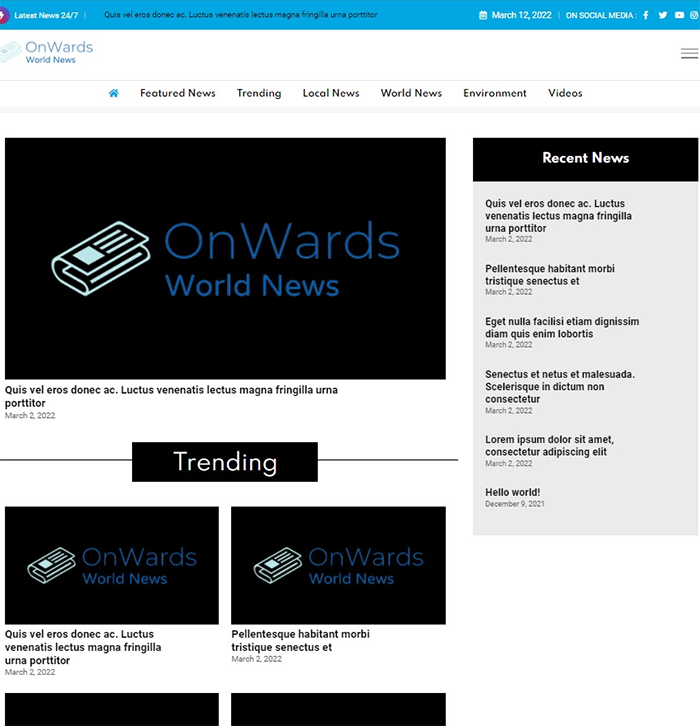 Latest News 24/7 | Quis vel eros donec ac. Luctus venenatis lectus magna fringilla urna porttitor March 12, 2022 | ON SOCIAL MEDIA :
OnWards
World News
Featured News Trending Local News World News Environment Videos
OnWards
World News
Quis vel eros donec ac. Luctus venenatis lectus magna fringilla urna
porttitor
March 2, 2022
Recent News
Quis vel eros donec ac. Luctus
venenatis lectus magna fringilla
urna porttitor
March 2, 2022
Pellentesque habitant morbi
tristique senectus et
March 2, 2022
Eget nulla facilisi etiam dignissim
diam quis enim lobortis
March 2, 2022
Senectus et netus et malesuada.
Scelerisque in dictum non
consectetur
March 2, 2022
Lorem ipsum dolor sit amet,
consectetur adipiscing elit
March 2, 2022
Hello world!
December 9, 2021
Trending
OnWards
World News
Quis vel eros donec ac. Luctus
venenatis lectus magna fringilla
urna porttitor
March 2, 2022
OnWards
World News
Pellentesque habitant morbi
tristique senectus et
March 2, 2022